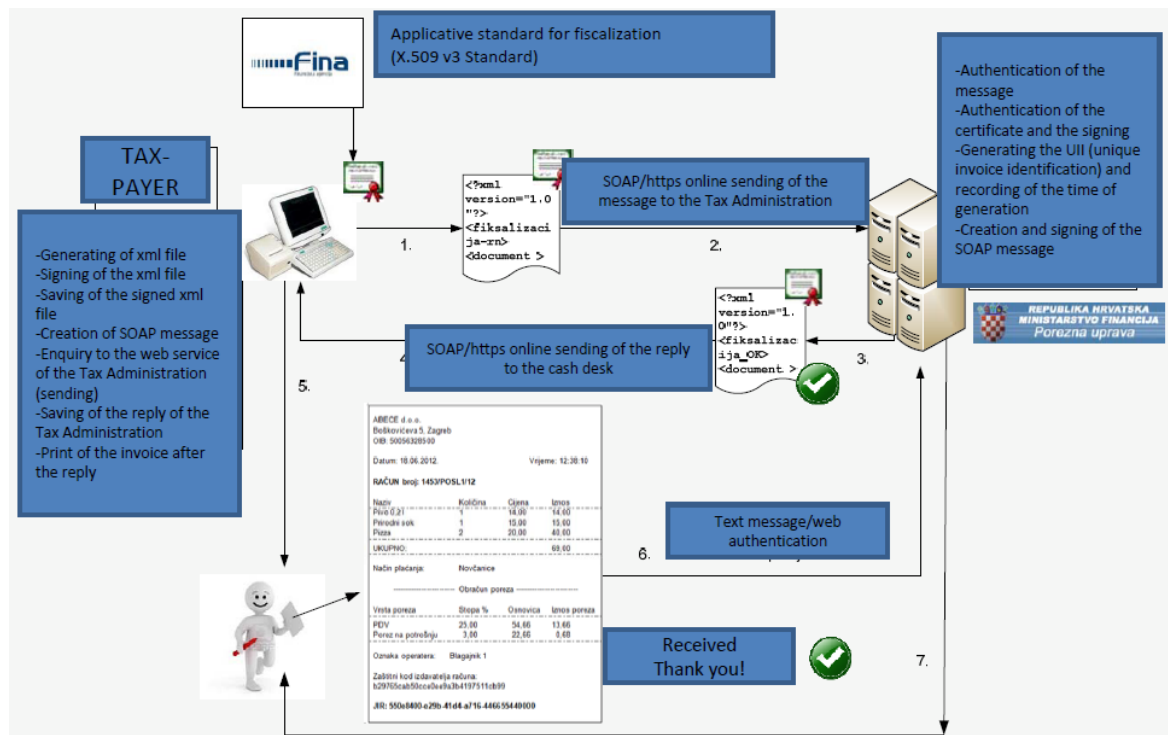 Fina
Applicative standard for fiscalization
(X.509 v3 Standard)
-Authentication of the
message
-Authentication of the
certificate and the signing
-Generating the UII (unique
invoice identification) and
recording of the time of
generation
-Creation and signing of the
SOAP message
TAX-
PAYER
-Generating of xml file
-Signing of the xml file
-Saving of the signed xml
file
-Creation of SOAP message
-Enquiry to the web service
of the Tax Administration
(sending)
-Saving of the reply of the
Tax Administration
-Print of the invoice after
the reply
1.
<?xml
version="1.0
"?>
<fiksalizaci
ja-rn>
<document >
SOAP/https online sending of the
message to the Tax Administration
2.
REPUBLIKA HRVATSKA
MINISTARSTVO FINANCIJA
Porezna uprava
<?xml
version="1.
0"?>
<fiksalizac
ija_OK>
<document >
3.
SOAP/https online sending of the reply
to the cash desk
5.
ABECE d.o.o.
Boškovićeva 5, Zagreb
OIB: 50056328500
Datum: 18.06.2012. Vrijeme: 12:38:10
RAČUN broj: 1453/POSL1/12
Naziv Količina Cijena Iznos
Pivo 0,2l 1 14,00 14,00
Prirodni sok 1 15,00 15,00
Pizza 2 20,00 40,00
UKUPNO: 69,00
Način plaćanja: Novčanice
Obračun poreza
Vrsta poreza Stopa % Osnovica Iznos poreza
PDV 25,00 54,66 13,66
Porez na potrošnju 3,00 22,66 0,68
Oznaka operatera: Blagajnik 1
Zaštitni kod izdavatelja računa:
JIR: 550e8400-e29b-41d4-a716-446655440000
6.
Text message/web
authentication
Received
Thank you!
7.